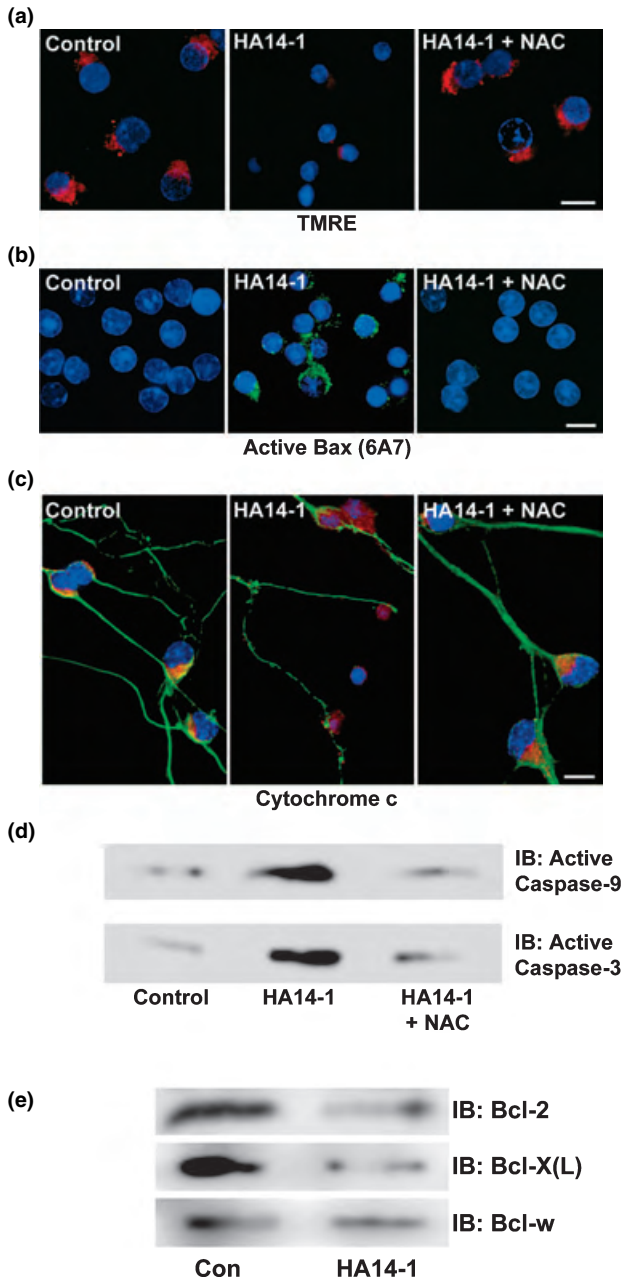 (a)
Control HA14-1 HA14-1 + NAC
TMRE
(b)
Control HA14-1 HA14-1 + NAC
Active Bax (6A7)
(c)
Control HA14-1 HA14-1 + NAC
Cytochrome c
(d)
IB: Active
Caspase-9
IB: Active
Caspase-3
Control HA14-1 HA14-1
+ NAC
(e)
IB: Bcl-2
IB: Bcl-X(L)
IB: Bcl-w
Con HA14-1